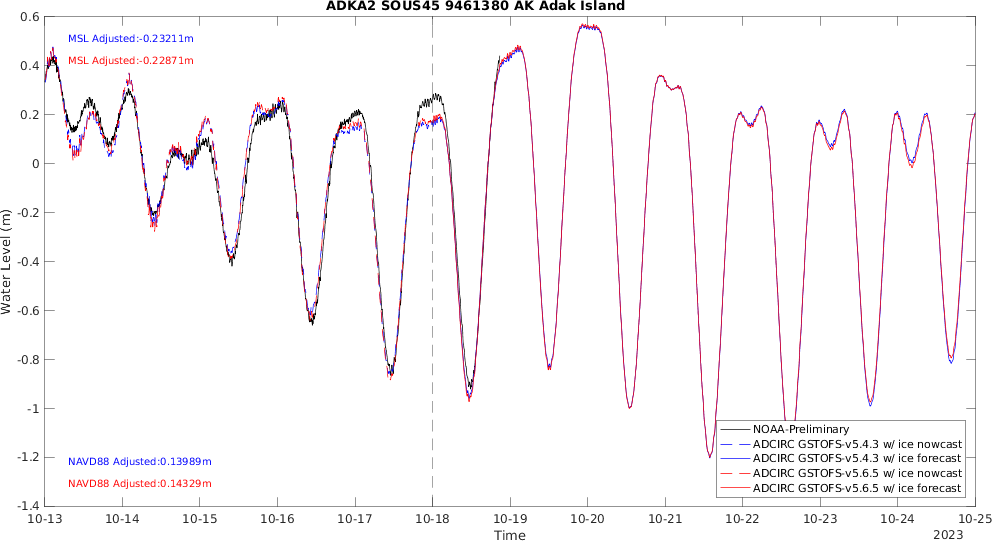 ADKA2 SOUS45 9461380 AK Adak Island
MSL Adjusted:-0.23211m
MSL Adjusted:-0.22871m
NAVD88 Adjusted:0.13989m
NAVD88 Adjusted:0.14329m
Water Level (m)
0.6
0.4
0.2
0
-0.2
-0.4
-0.6
-0.8
-1
-1.2
-1.4
NOAA-Preliminary
ADCIRC GSTOFS-v5.4.3 w/ ice nowcast
ADCIRC GSTOFS-v5.4.3 w/ ice forecast
ADCIRC GSTOFS-v5.6.5 w/ ice nowcast
ADCIRC GSTOFS-v5.6.5 w/ ice forecast
10-13 10-14 10-15 10-16 10-17 10-18 10-19 10-20 10-21 10-22 10-23 10-24 10-25
Time
2023